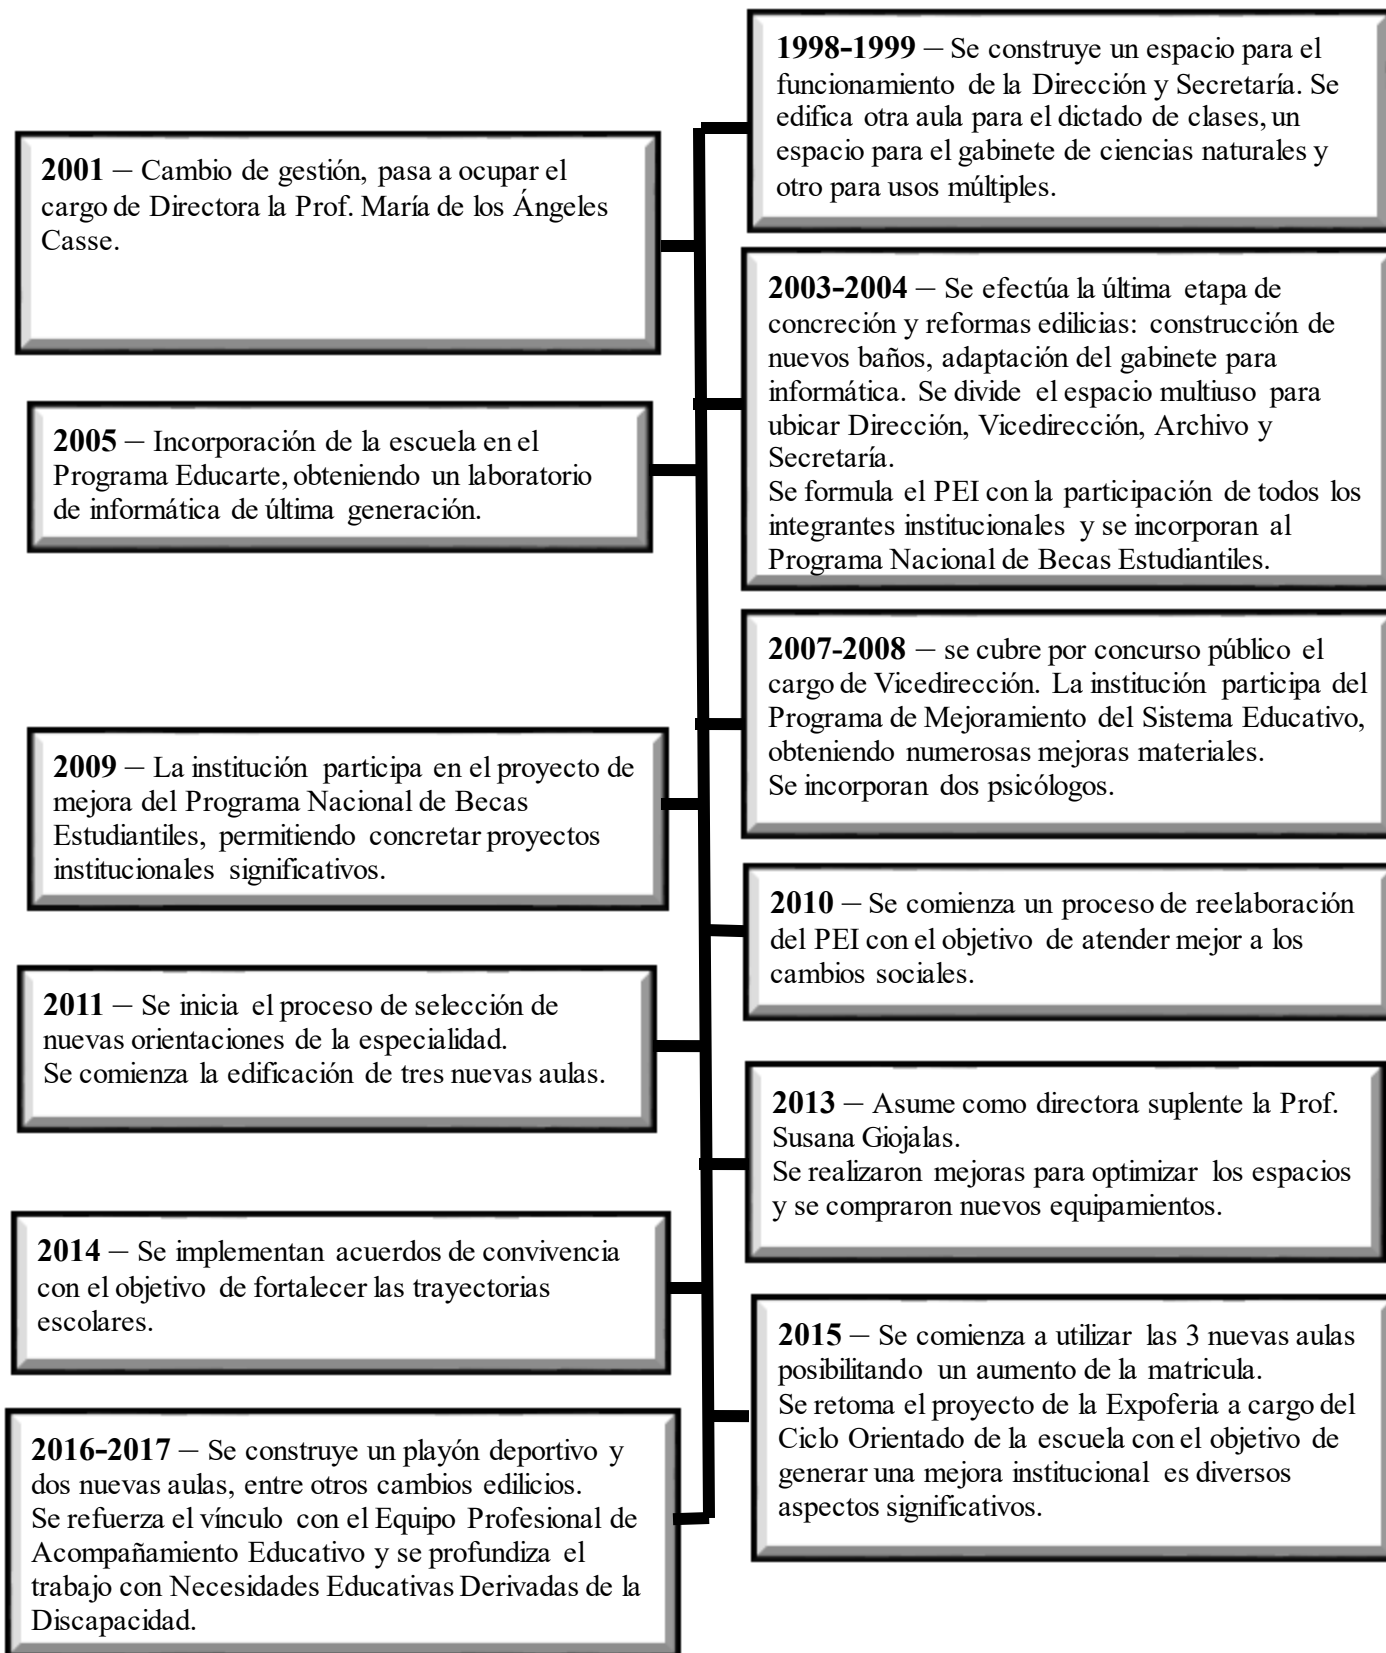 1998-1999 – Se construye un espacio para el
funcionamiento de la Dirección y Secretaría. Se
edifica otra aula para el dictado de clases, un
espacio para el gabinete de ciencias naturales y
otro para usos múltiples.
2001 – Cambio de gestión, pasa a ocupar el
cargo de Directora la Prof. María de los Ángeles
Casse.
2003-2004 – Se efectúa la última etapa de
concreción y reformas edilicias: construcción de
nuevos baños, adaptación del gabinete para
informática. Se divide el espacio multiuso para
ubicar Dirección, Vicedirección, Archivo y
Secretaría.
Se formula el PEI con la participación de todos los
integrantes institucionales y se incorporan al
Programa Nacional de Becas Estudiantiles.
2005 – Incorporación de la escuela en el
Programa Educarte, obteniendo un laboratorio
de informática de última generación.
2007-2008 – se cubre por concurso público el
cargo de Vicedirección. La institución participa del
Programa de Mejoramiento del Sistema Educativo,
obteniendo numerosas mejoras materiales.
Se incorporan dos psicólogos.
2009 – La institución participa en el proyecto de
mejora del Programa Nacional de Becas
Estudiantiles, permitiendo concretar proyectos
institucionales significativos.
2010 – Se comienza un proceso de reelaboración
del PEI con el objetivo de atender mejor a los
cambios sociales.
2011 – Se inicia el proceso de selección de
nuevas orientaciones de la especialidad.
Se comienza la edificación de tres nuevas aulas.
2013 – Asume como directora suplente la Prof.
Susana Giojalas.
Se realizaron mejoras para optimizar los espacios
y se compraron nuevos equipamientos.
2014 – Se implementan acuerdos de convivencia
con el objetivo de fortalecer las trayectorias
escolares.
2015 – Se comienza a utilizar las 3 nuevas aulas
posibilitando un aumento de la matricula.
Se retoma el proyecto de la Expoferia a cargo del
Ciclo Orientado de la escuela con el objetivo de
generar una mejora institucional es diversos
aspectos significativos.
2016-2017 – Se construye un playón deportivo y
dos nuevas aulas, entre otros cambios edilicios.
Se refuerza el vínculo con el Equipo Profesional de
Acompañamiento Educativo y se profundiza el
trabajo con Necesidades Educativas Derivadas de la
Discapacidad.